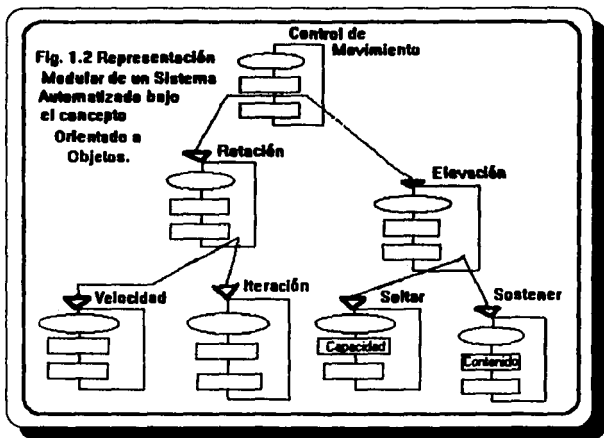 Control de
Movimiento
Fig. 1.2 Representación
Modular de un Sistema
Automatizado bajo
el concepto
Orientado a
Objetos.
Rotación
Elevación
Velocidad
Iteración
Soltar
Sostener
Capacidad
Contenido